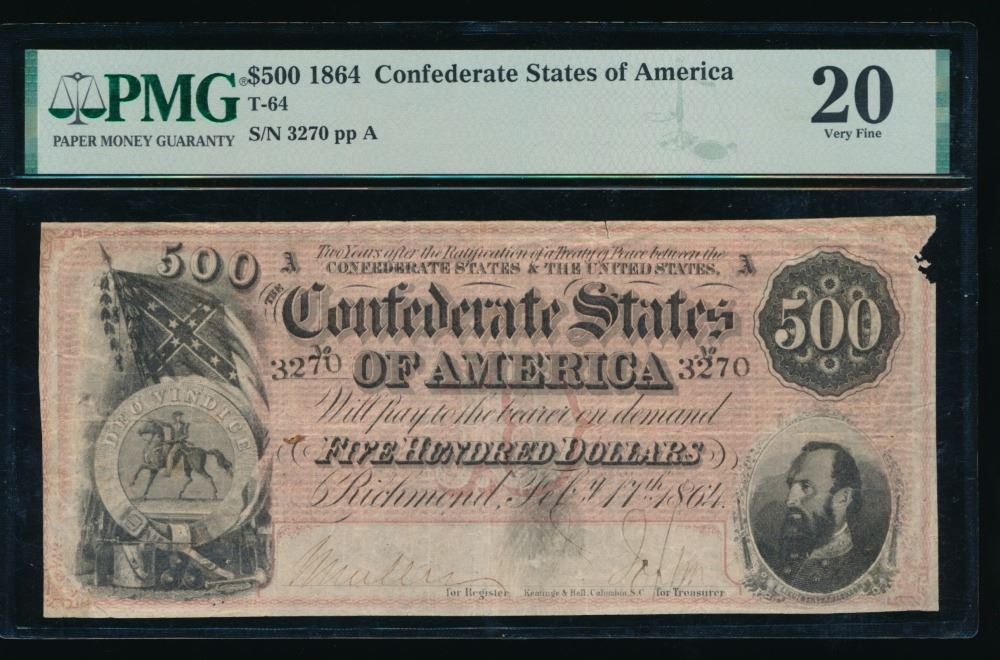 PMG® $500 1864 Confederate States of America 20
T-64
PAPER MONEY GUARANTY S/N 3270 pp A Very Fine
500 A Two Years after the Ratification of a Treaty of Peace between the A
CONFEDERATE STATES & THE UNITED STATES,
THE Confederate States 500
3270 No OF AMERICA No 3270
DEO VINDICE
Will pay to the bearer on demand
FIVE HUNDRED DOLLARS
Richmond, Feby 17th 1864.
for Register Keatinge & Ball, Columbia, S.C. for Treasurer